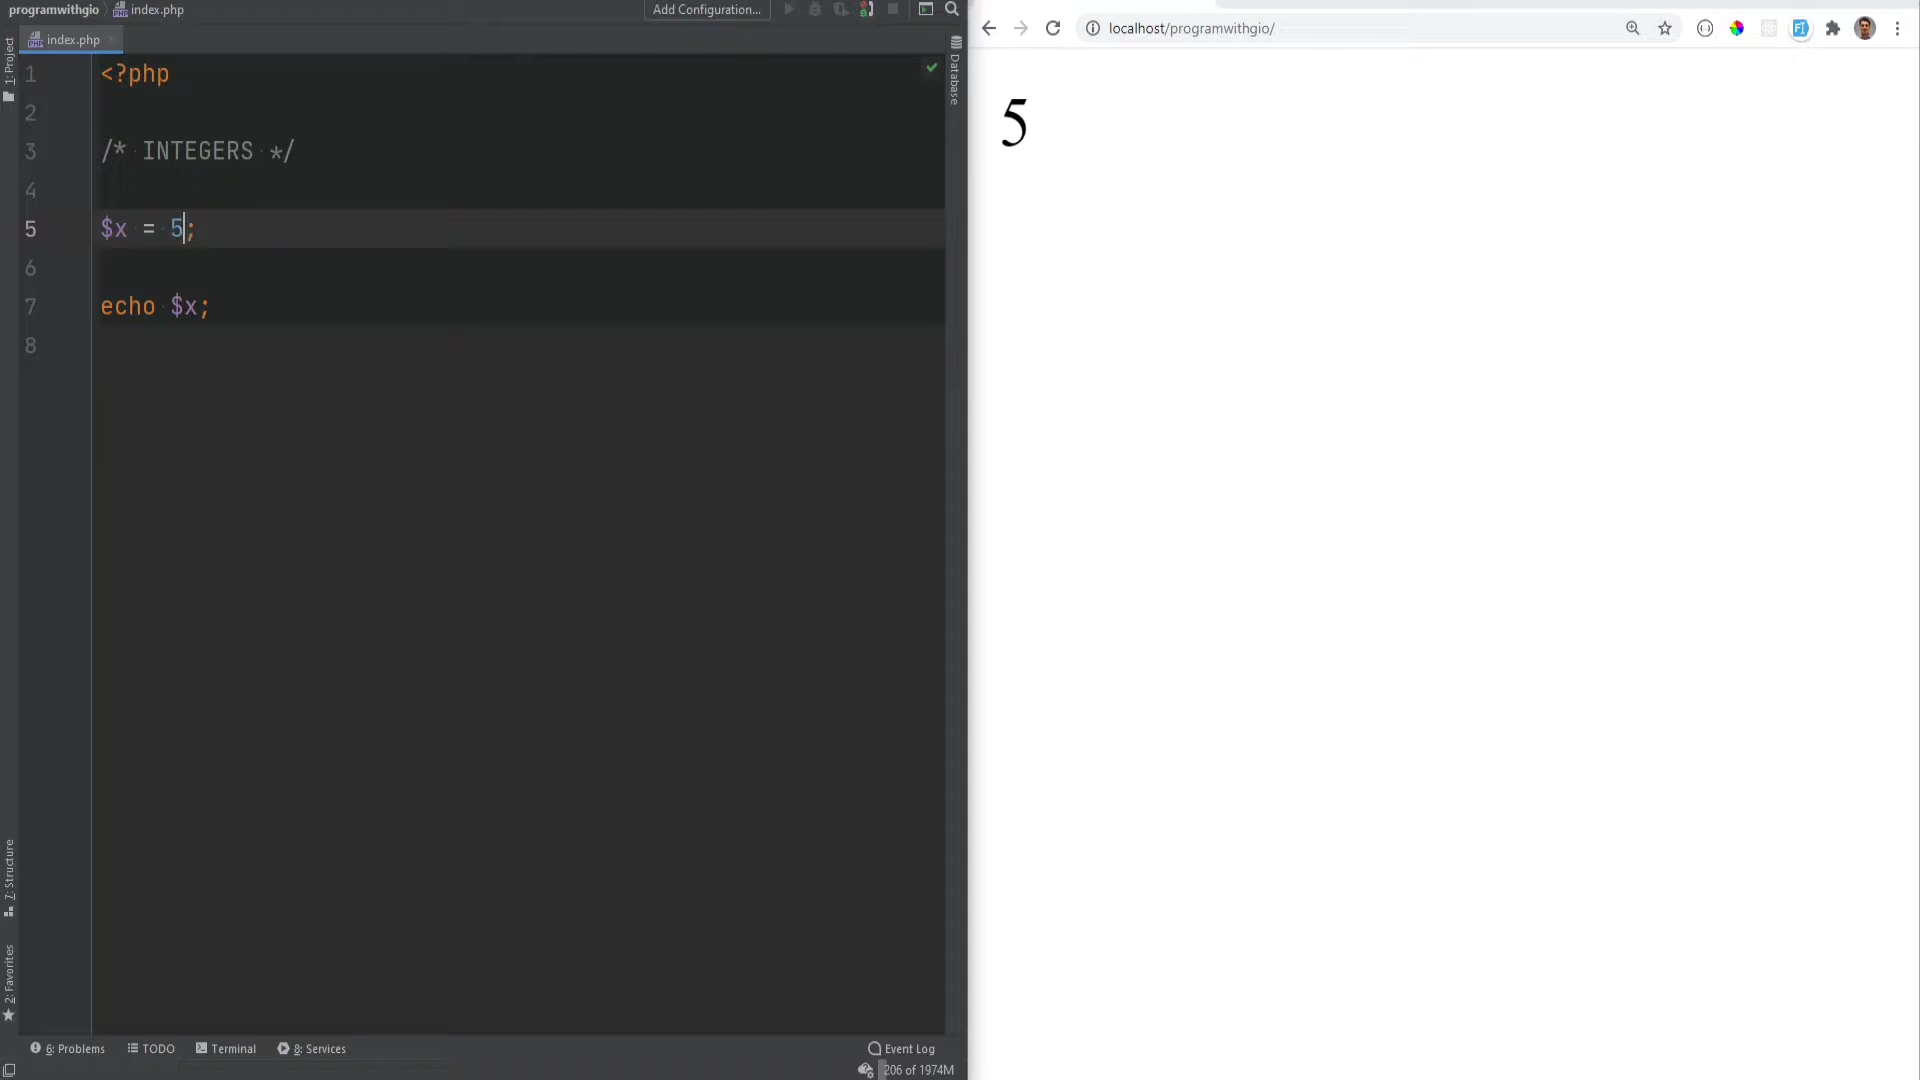 programwithgio index.php Add Configuration...
index.php
1: Project
Database
7: Structure
2: Favorites
1 <?php
2
3 /* INTEGERS */
4
5 $x = 5;
6
7 echo $x;
8
6: Problems TODO Terminal 8: Services Event Log
206 of 1974M
localhost/programwithgio/
5